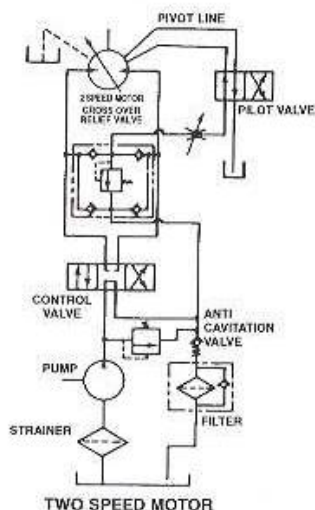 PIVOT LINE
2 SPEED MOTOR
CROSS OVER
RELIEF VALVE
PILOT VALVE
CONTROL
VALVE
ANTI
CAVITATION
VALVE
PUMP
STRAINER
FILTER
TWO SPEED MOTOR